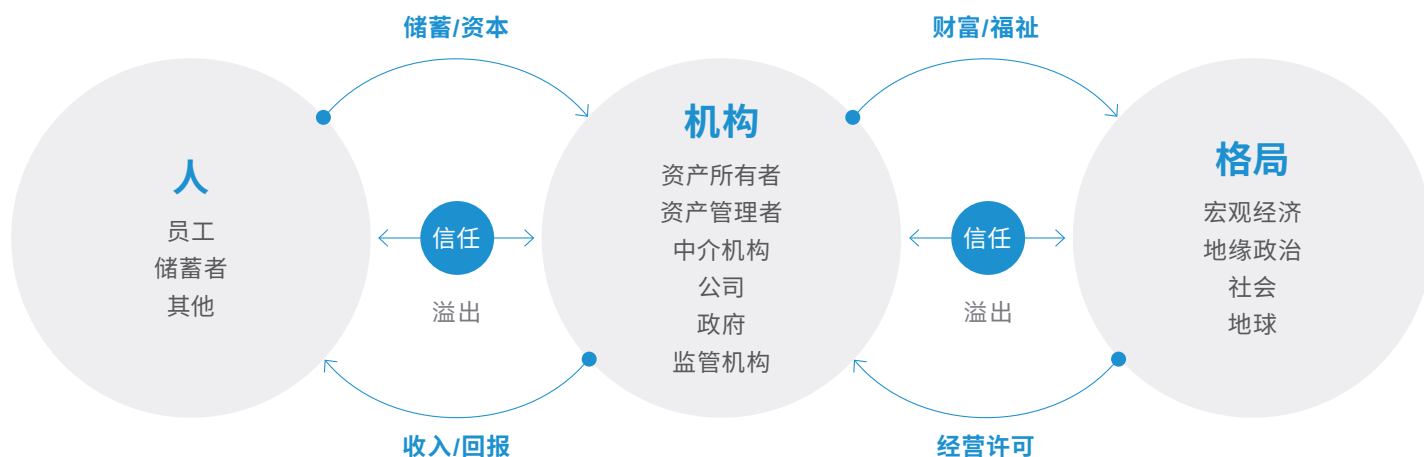 储蓄/资本
财富/福祉
人
员工
储蓄者
其他
信任
溢出
机构
资产所有者
资产管理者
中介机构
公司
政府
监管机构
信任
溢出
格局
宏观经济
地缘政治
社会
地球
收入/回报
经营许可